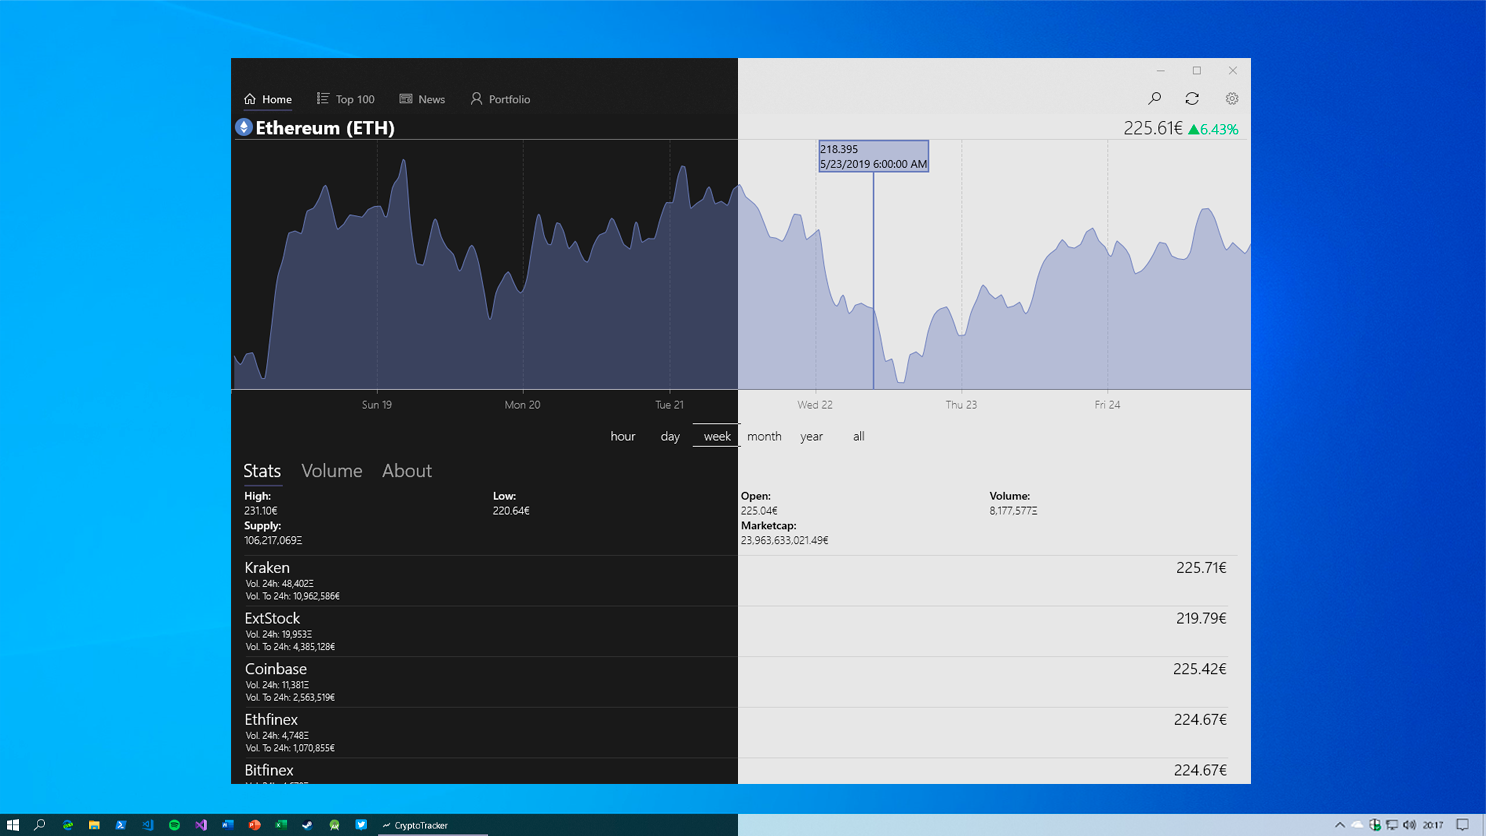 Home Top 100 News Portfolio
Ethereum (ETH) 225.61€ ▲6.43%
218.395
5/23/2019 6:00:00 AM
Sun 19 Mon 20 Tue 21 Wed 22 Thu 23 Fri 24
hour day week month year all
Stats Volume About
High: Low: Open: Volume:
231.10€ 220.64€ 225.04€ 8,177,577Ξ
Supply: Marketcap:
106,217,069Ξ 23,963,633,021.49€
Kraken 225.71€
Vol. 24h: 48,402Ξ
Vol. To 24h: 10,962,586€
ExtStock 219.79€
Vol. 24h: 19,953Ξ
Vol. To 24h: 4,385,128€
Coinbase 225.42€
Vol. 24h: 11,381Ξ
Vol. To 24h: 2,563,519€
Ethfinex 224.67€
Vol. 24h: 4,748Ξ
Vol. To 24h: 1,070,855€
Bitfinex 224.67€
CryptoTracker 20:17